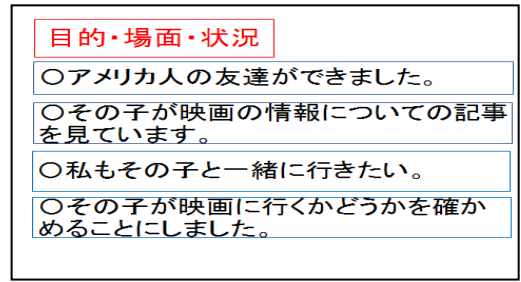 目的・場面・状況
〇アメリカ人の友達ができました。
〇その子が映画の情報についての記事
を見ています。
〇私もその子と一緒に行きたい。
〇その子が映画に行くかどうかを確か
めることにしました。